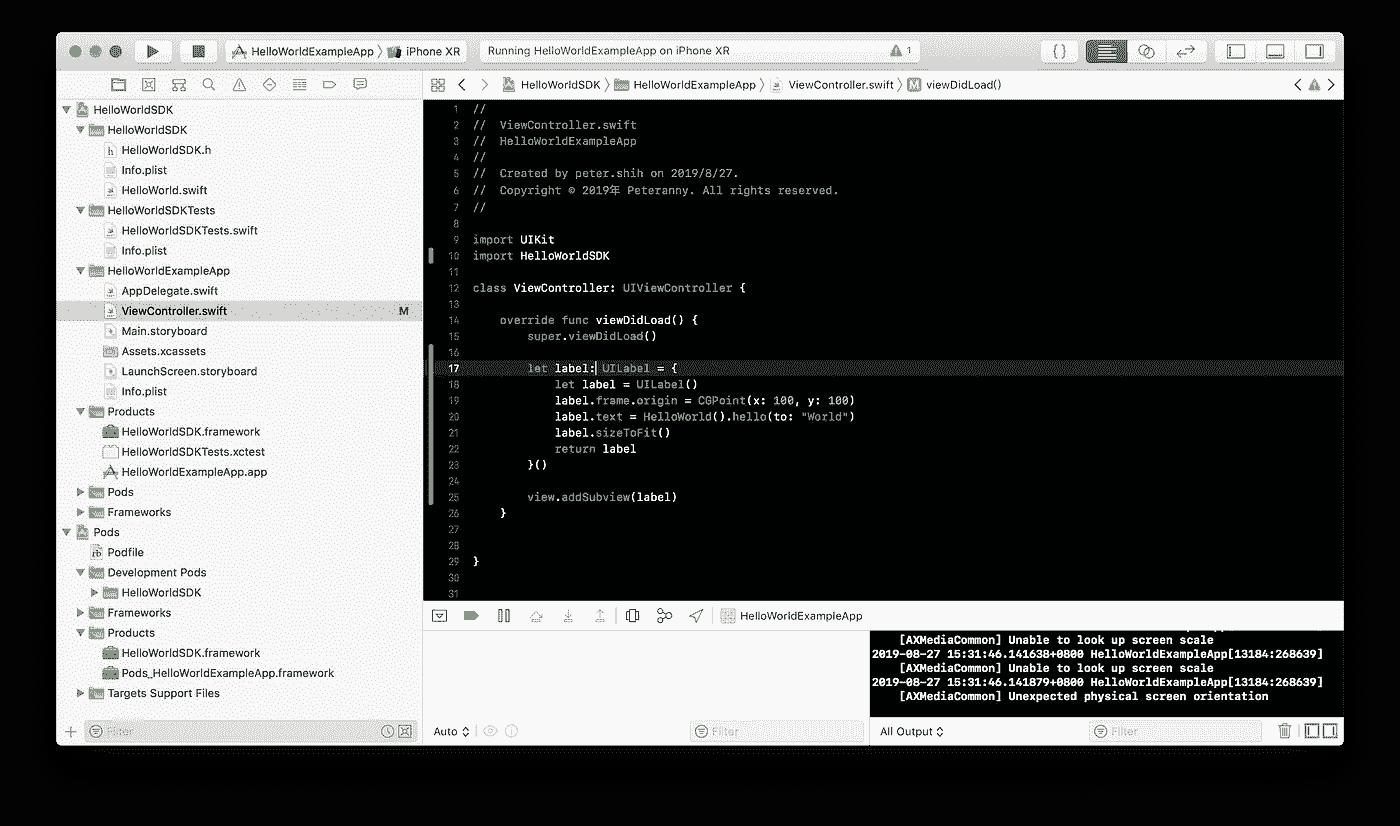 HelloWorldExampleApp iPhone XR
Running HelloWorldExampleApp on iPhone XR
1
HelloWorldSDK
HelloWorldExampleApp
ViewController.swift
M viewDidLoad()
HelloWorldSDK
HelloWorldSDK
h HelloWorldSDK.h
Info.plist
HelloWorld.swift
HelloWorldSDKTests
HelloWorldSDKTests.swift
Info.plist
HelloWorldExampleApp
AppDelegate.swift
ViewController.swift M
Main.storyboard
Assets.xcassets
LaunchScreen.storyboard
Info.plist
Products
HelloWorldSDK.framework
HelloWorldSDKTests.xctest
HelloWorldExampleApp.app
Pods
Frameworks
Pods
rb Podfile
Development Pods
HelloWorldSDK
Frameworks
Products
HelloWorldSDK.framework
Pods_HelloWorldExampleApp.framework
Targets Support Files
Filter
1 //
2 //  ViewController.swift
3 //  HelloWorldExampleApp
4 //
5 //  Created by peter.shih on 2019/8/27.
6 //  Copyright © 2019年 Peteranny. All rights reserved.
7 //
8
9 import UIKit
10 import HelloWorldSDK
11
12 class ViewController: UIViewController {
13
14     override func viewDidLoad() {
15         super.viewDidLoad()
16
17         let label: UILabel = {
18             let label = UILabel()
19             label.frame.origin = CGPoint(x: 100, y: 100)
20             label.text = HelloWorld().hello(to: "World")
21             label.sizeToFit()
22             return label
23         }()
24
25         view.addSubview(label)
26     }
27
28
29 }
30
31
HelloWorldExampleApp
[AXMediaCommon] Unable to look up screen scale
2019-08-27 15:31:46.141638+0800 HelloWorldExampleApp[13184:268639]
[AXMediaCommon] Unable to look up screen scale
2019-08-27 15:31:46.141879+0800 HelloWorldExampleApp[13184:268639]
[AXMediaCommon] Unexpected physical screen orientation
Auto
Filter
All Output
Filter